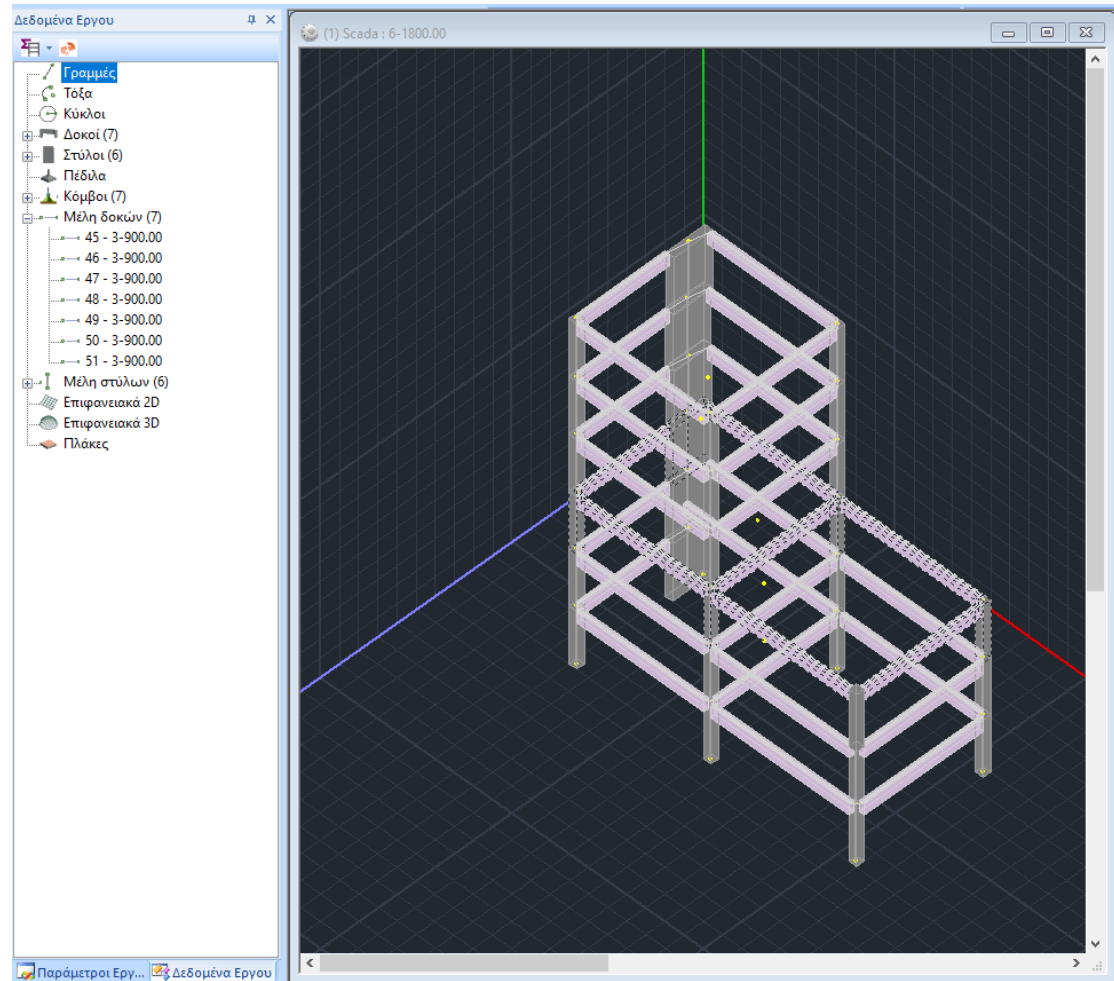 Δεδομένα Εργου
(1) Scada : 6-1800.00
Γραμμές
Τόξα
Κύκλοι
Δοκοί (7)
Στύλοι (6)
Πέδιλα
Κόμβοι (7)
Μέλη δοκών (7)
45 - 3-900.00
46 - 3-900.00
47 - 3-900.00
48 - 3-900.00
49 - 3-900.00
50 - 3-900.00
51 - 3-900.00
Μέλη στύλων (6)
Επιφανειακά 2D
Επιφανειακά 3D
Πλάκες
Παράμετροι Εργ... Δεδομένα Εργου